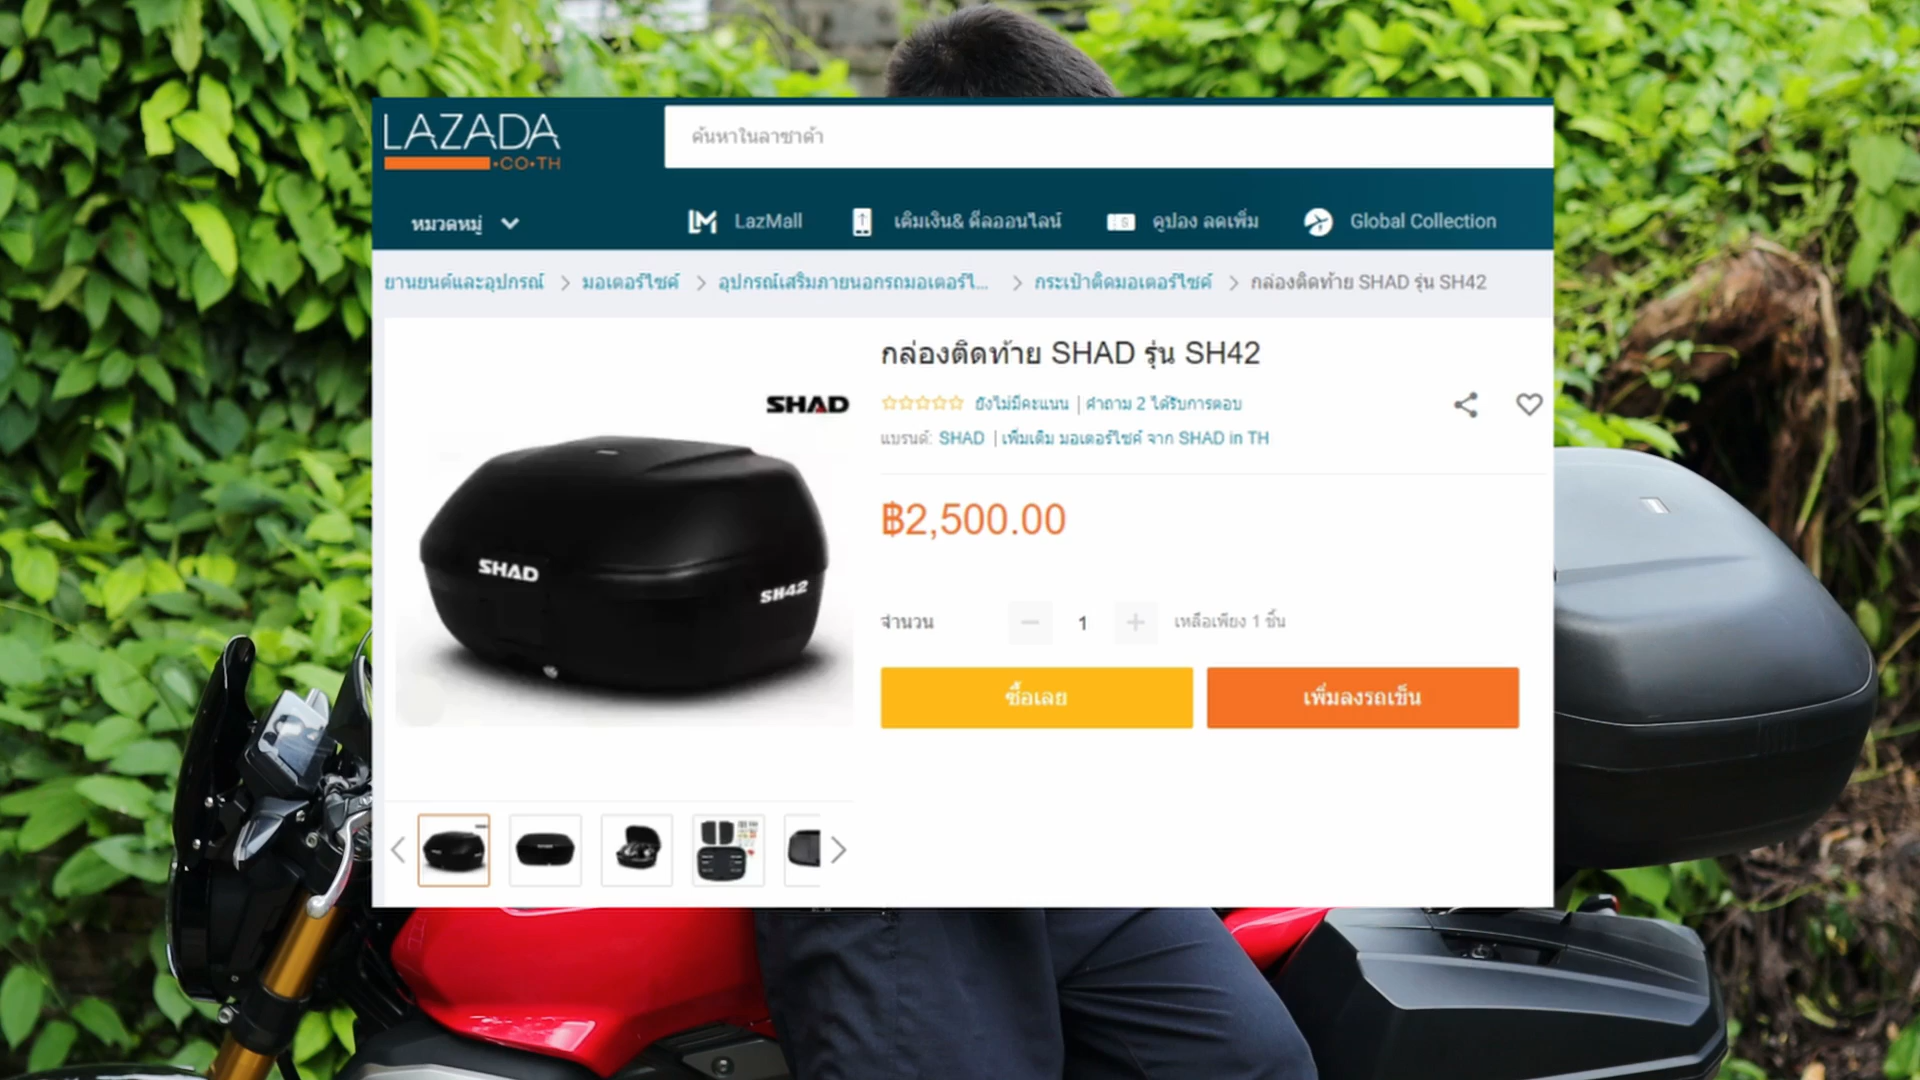 LAZADA
.CO.TH
ค้นหาในลาซาด้า
หมวดหมู่
LazMall
เติมเงิน& ดีลออนไลน์
คูปอง ลดเพิ่ม
Global Collection
ยานยนต์และอุปกรณ์ > มอเตอร์ไซค์ > อุปกรณ์เสริมภายนอกรถมอเตอร์ไ... > กระเป๋าติดมอเตอร์ไซค์ > กล่องติดท้าย SHAD รุ่น SH42
กล่องติดท้าย SHAD รุ่น SH42
ยังไม่มีคะแนน | คำถาม 2 ได้รับการตอบ
แบรนด์: SHAD | เพิ่มเติม มอเตอร์ไซค์ จาก SHAD in TH
SHAD
SHAD
SH42
฿2,500.00
จำนวน
1
เหลือเพียง 1 ชิ้น
ซื้อเลย
เพิ่มลงรถเข็น